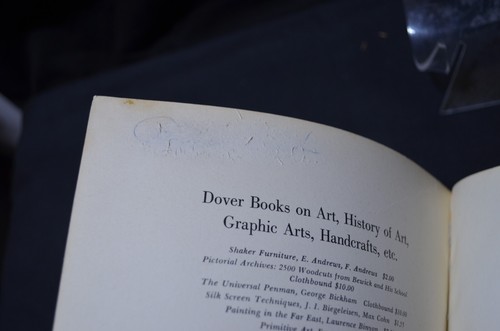 Dover Books on Art, History of Art,
Graphic Arts, Handcrafts, etc.
Shaker Furniture, E. Andrews, F. Andrews $2.00
Pictorial Archives: 2500 Woodcuts from Bewick and His School
Clothbound $10.00
The Universal Penman, George Bickham Clothbound $10.00
Silk Screen Techniques, J. I. Biegeleisen, Max Cohn
Painting in the Far East, Laurence Binyon
Primitive Art